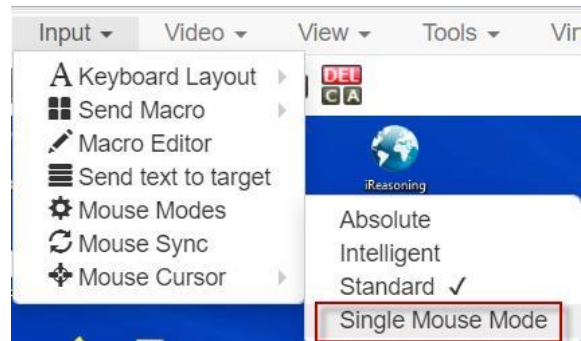 Input Video View Tools Vir
A Keyboard Layout
DEL
C A
Send Macro
Macro Editor
Send text to target
iReasoning
Mouse Modes
Absolute
Mouse Sync
Intelligent
Mouse Cursor
Standard ✓
Single Mouse Mode